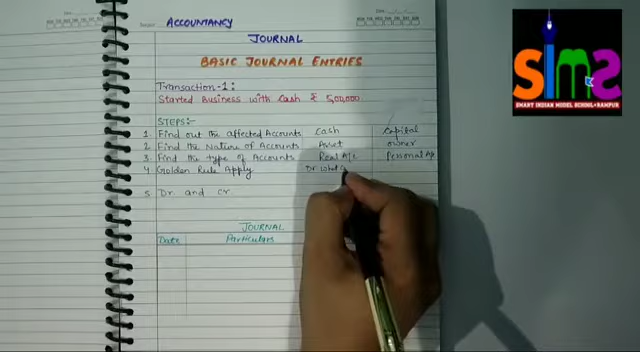 ACCOUNTANCY
JOURNAL
BASIC JOURNAL ENTRIES
Transaction-1:
Started Business with Cash ₹ 5,00,000.
STEPS:-
1. Find out the affected Accounts Cash Capital
2. Find the Nature of Accounts Asset owner
3. Find the type of Accounts Real A/c Personal A/c
4 Golden Rule Apply Dr what
5 Dr. and Cr.
JOURNAL
Date Particulars
SIMS
SMART INDIAN MODEL SCHOOL-RAMPUR